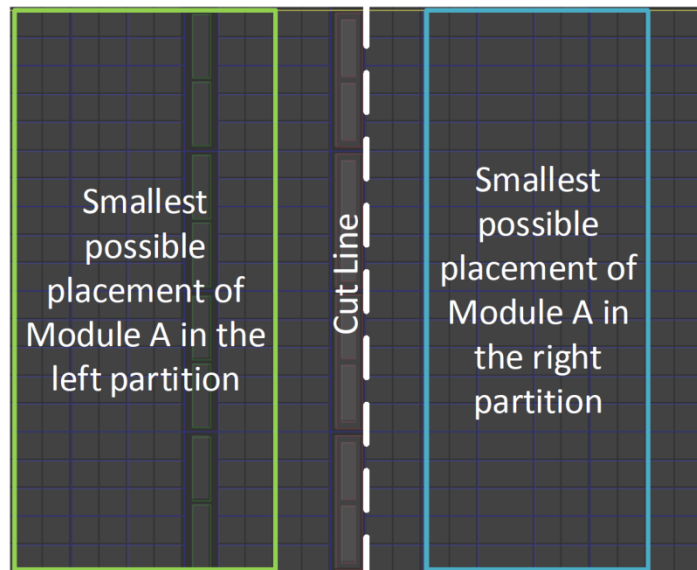 Smallest
possible
placement of
Module A in the
left partition
Cut Line
Smallest
possible
placement of
Module A in
the right
partition